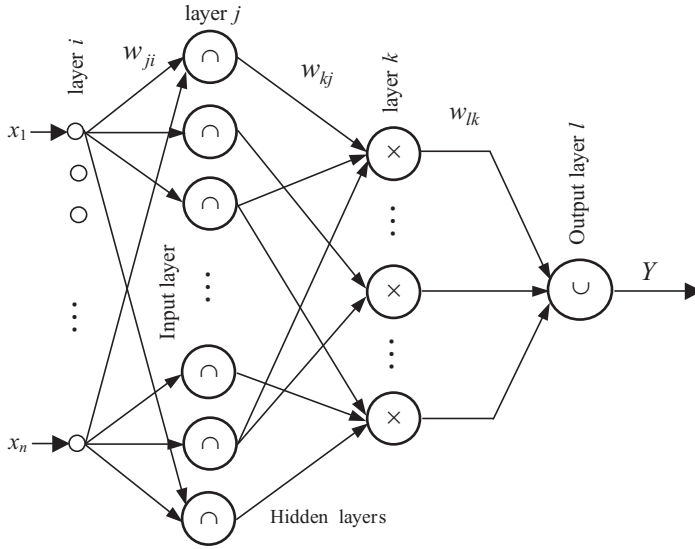 layer j
layer i
w_ji
w_kj
layer k
w_lk
Output layer l
x_1
∩
∩
∩
×
...
×
...
×
∪
Y
Input layer
...
...
x_n
∩
∩
∩
Hidden layers